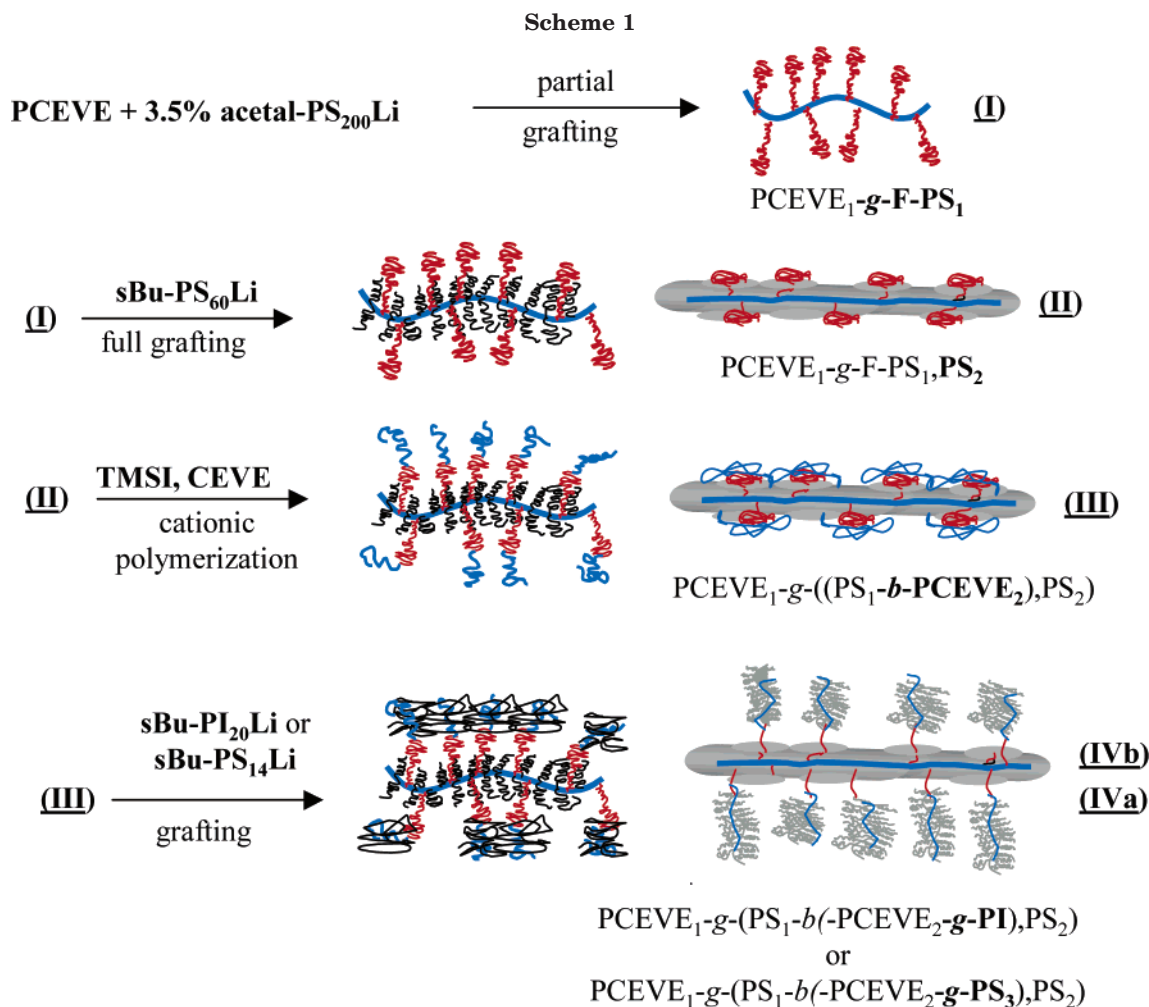 Scheme 1
PCEVE + 3.5% acetal-PS₂₀₀Li
partial
grafting
(I)
PCEVE₁-g-F-PS₁
(I)
sBu-PS₆₀Li
full grafting
(II)
PCEVE₁-g-F-PS₁,PS₂
(II)
TMSI, CEVE
cationic
polymerization
(III)
PCEVE₁-g-((PS₁-b-PCEVE₂),PS₂)
(III)
sBu-PI₂₀Li or
sBu-PS₁₄Li
grafting
(IVb)
(IVa)
PCEVE₁-g-(PS₁-b(-PCEVE₂-g-PI),PS₂)
or
PCEVE₁-g-(PS₁-b(-PCEVE₂-g-PS₃),PS₂)